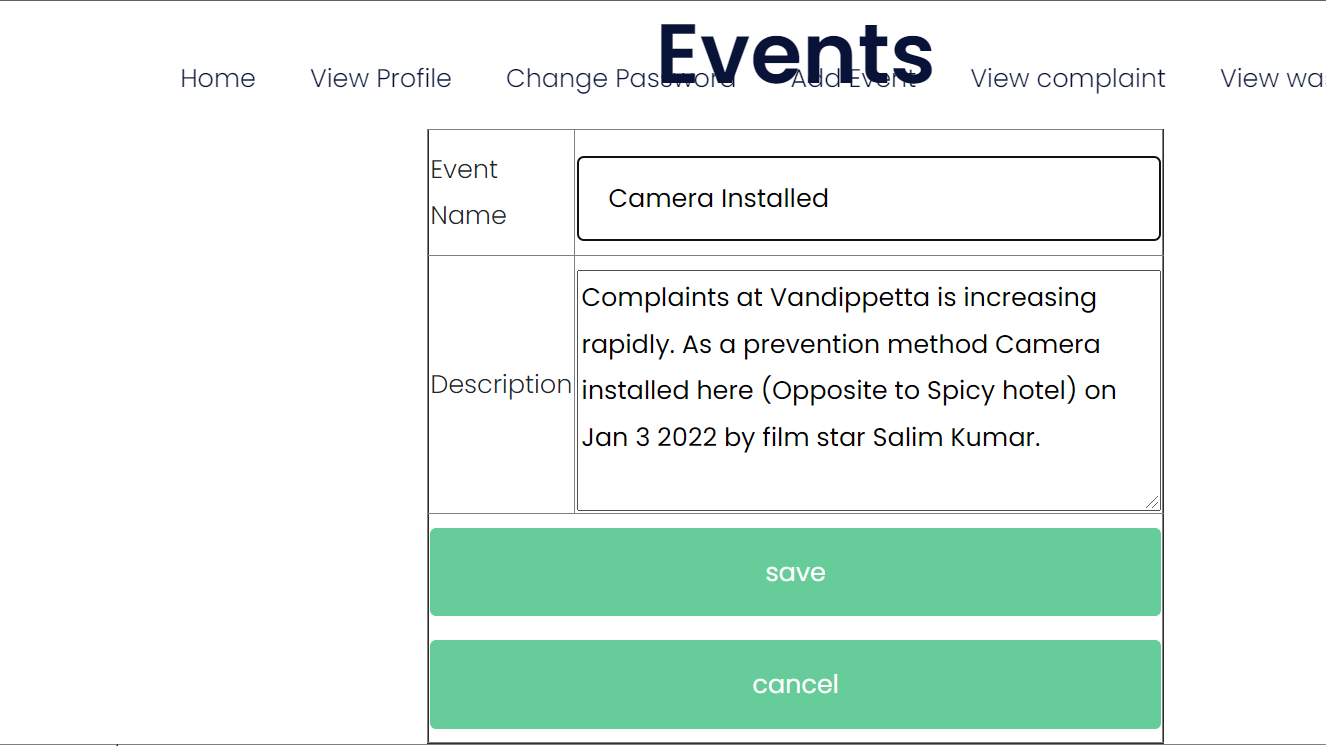 Events
Home View Profile Change Password Add Event View complaint View was
Event
Name
Camera Installed
Description
Complaints at Vandippetta is increasing
rapidly. As a prevention method Camera
installed here (Opposite to Spicy hotel) on
Jan 3 2022 by film star Salim Kumar.
save
cancel